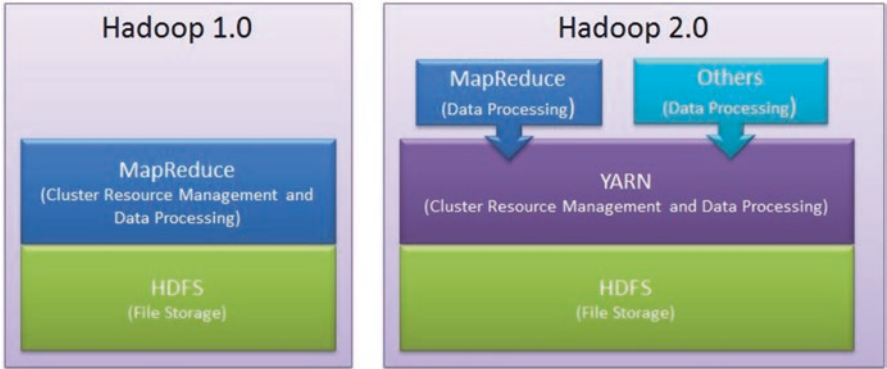 Hadoop 1.0
MapReduce
(Cluster Resource Management and
Data Processing)
HDFS
(File Storage)
Hadoop 2.0
MapReduce
(Data Processing)
Others
(Data Processing)
YARN
(Cluster Resource Management and Data Processing)
HDFS
(File Storage)